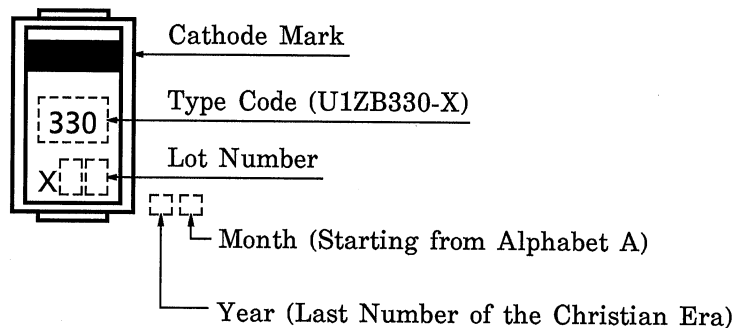 Cathode Mark
Type Code (U1ZB330-X)
330
Lot Number
X
Month (Starting from Alphabet A)
Year (Last Number of the Christian Era)